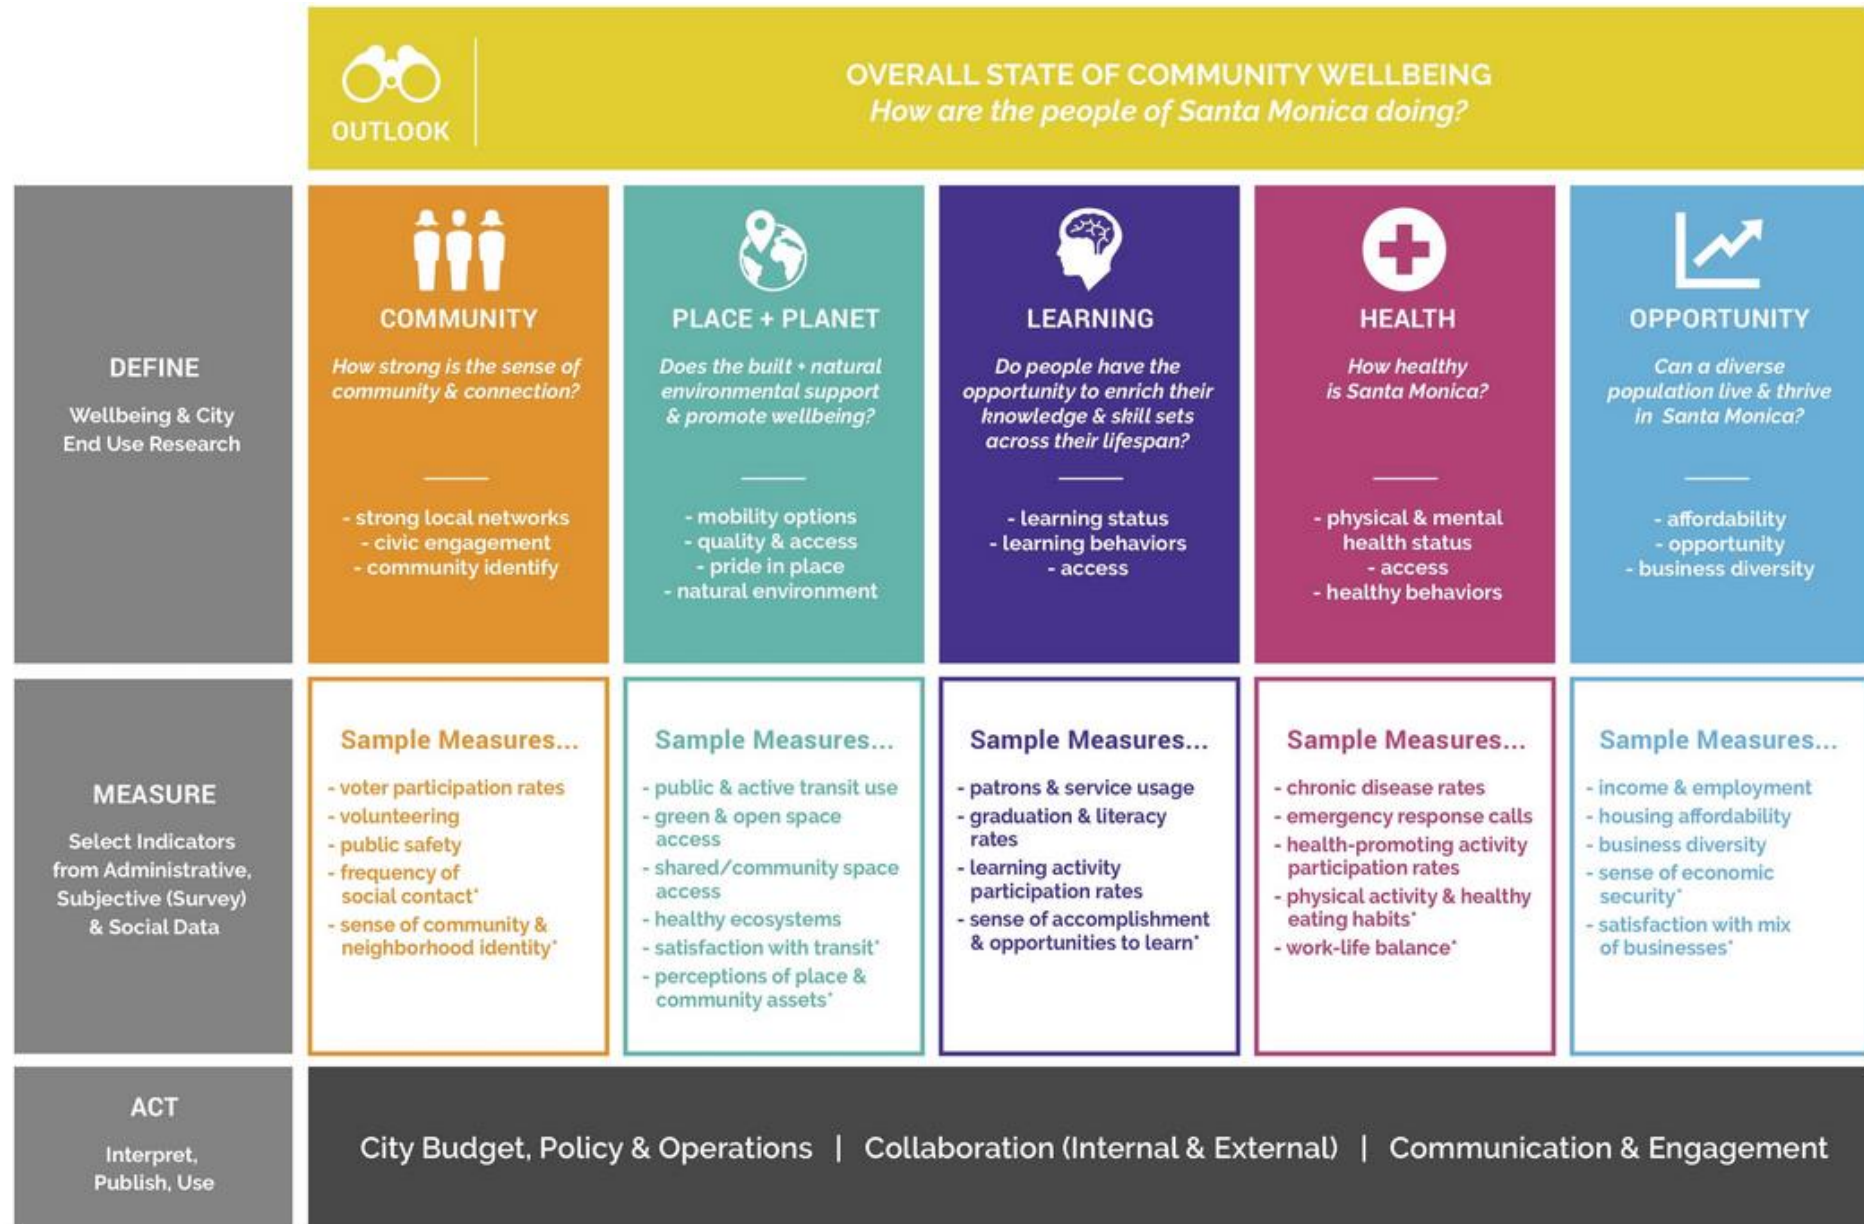 OUTLOOK
OVERALL STATE OF COMMUNITY WELLBEING
How are the people of Santa Monica doing?
DEFINE
Wellbeing & City
End Use Research
COMMUNITY
How strong is the sense of
community & connection?
- strong local networks
- civic engagement
- community identify
PLACE + PLANET
Does the built + natural
environmental support
& promote wellbeing?
- mobility options
- quality & access
- pride in place
- natural environment
LEARNING
Do people have the
opportunity to enrich their
knowledge & skill sets
across their lifespan?
- learning status
- learning behaviors
- access
HEALTH
How healthy
is Santa Monica?
- physical & mental
health status
- access
- healthy behaviors
OPPORTUNITY
Can a diverse
population live & thrive
in Santa Monica?
- affordability
- opportunity
- business diversity
MEASURE
Select Indicators
from Administrative,
Subjective (Survey)
& Social Data
Sample Measures...
- voter participation rates
- volunteering
- public safety
- frequency of
social contact*
- sense of community &
neighborhood identity*
Sample Measures...
- public & active transit use
- green & open space
access
- shared/community space
access
- healthy ecosystems
- satisfaction with transit*
- perceptions of place &
community assets*
Sample Measures...
- patrons & service usage
- graduation & literacy
rates
- learning activity
participation rates
- sense of accomplishment
& opportunities to learn*
Sample Measures...
- chronic disease rates
- emergency response calls
- health-promoting activity
participation rates
- physical activity & healthy
eating habits*
- work-life balance*
Sample Measures...
- income & employment
- housing affordability
- business diversity
- sense of economic
security*
- satisfaction with mix
of businesses*
ACT
Interpret,
Publish, Use
City Budget, Policy & Operations | Collaboration (Internal & External) | Communication & Engagement